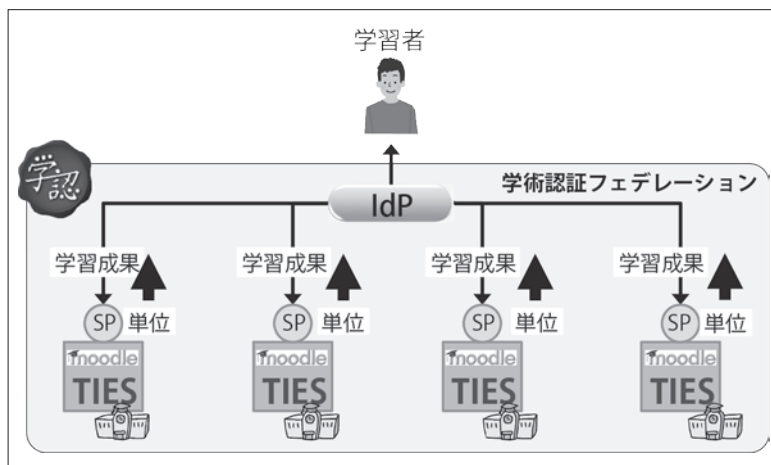 学習者
学認
学術認証フェデレーション
IdP
学習成果 学習成果 学習成果 学習成果
SP 単位 SP 単位 SP 単位 SP 単位
moodle moodle moodle moodle
TIES TIES TIES TIES